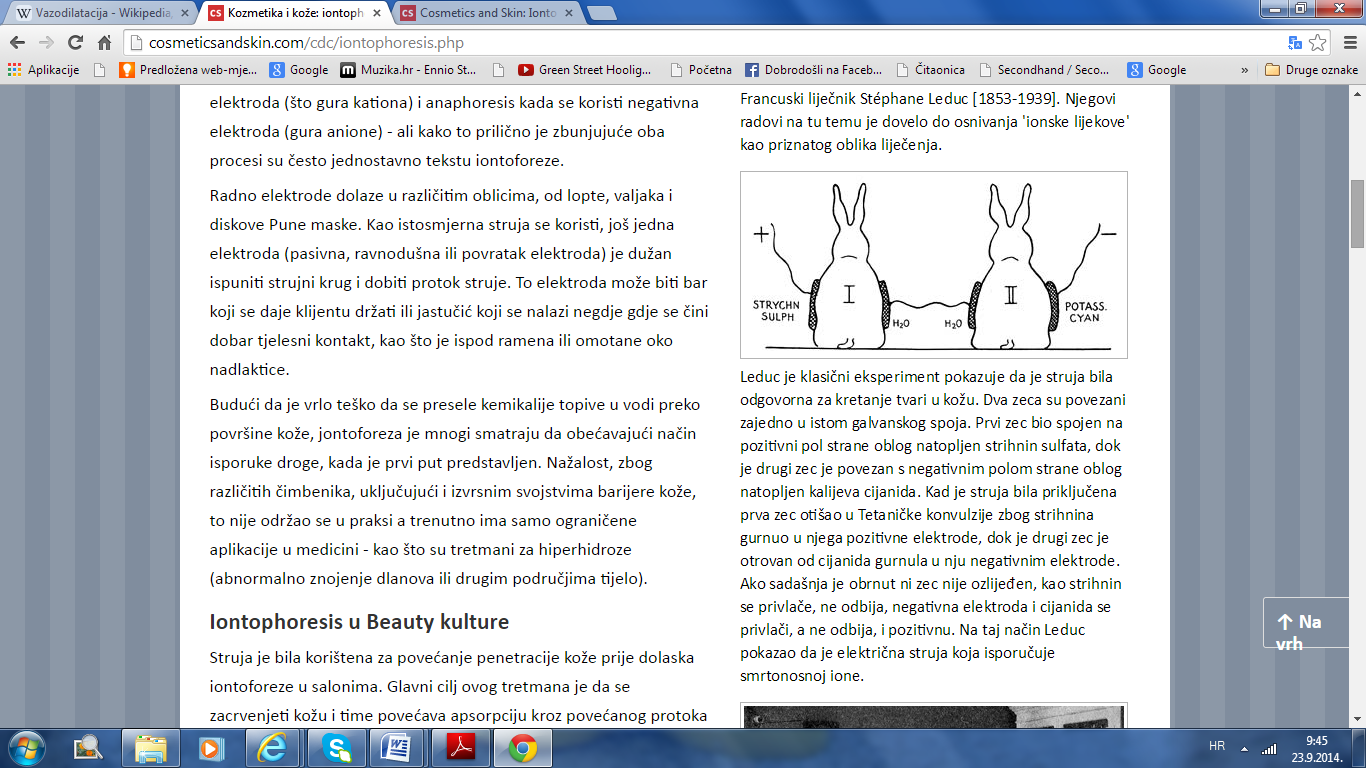 Vazodilatacija - Wikipedia,
Kozmetika i kože: iontoph
Cosmetics and Skin: Ionto
cosmeticsandskin.com/cdc/iontophoresis.php
Aplikacije
Predložena web-mje...
Google
Muzika.hr - Ennio St...
Green Street Hoolig...
Početna
Dobrodošli na Faceb...
Čitaonica
Secondhand / Seco...
Google
»
Druge oznake
elektroda (što gura kationa) i anaphoresis kada se koristi negativna
elektroda (gura anione) - ali kako to prilično je zbunjujuće oba
procesi su često jednostavno tekstu iontoforeze.
Radno elektrode dolaze u različitim oblicima, od lopte, valjaka i
diskove Pune maske. Kao istosmjerna struja se koristi, još jedna
elektroda (pasivna, ravnodušna ili povratak elektroda) je dužan
ispuniti strujni krug i dobiti protok struje. To elektroda može biti bar
koji se daje klijentu držati ili jastučić koji se nalazi negdje gdje se čini
dobar tjelesni kontakt, kao što je ispod ramena ili omotane oko
nadlaktice.
Budući da je vrlo teško da se presele kemikalije topive u vodi preko
površine kože, jontoforeza je mnogi smatraju da obećavajući način
isporuke droge, kada je prvi put predstavljen. Nažalost, zbog
različitih čimbenika, uključujući i izvrsnim svojstvima barijere kože,
to nije održao se u praksi a trenutno ima samo ograničene
aplikacije u medicini - kao što su tretmani za hiperhidroze
(abnormalno znojenje dlanova ili drugim područjima tijelo).
Iontophoresis u Beauty kulture
Struja je bila korištena za povećanje penetracije kože prije dolaska
iontoforeze u salonima. Glavni cilj ovog tretmana je da se
zacrvenjeti kožu i time povećava apsorpciju kroz povećanog protoka
Francuski liječnik Stéphane Leduc [1853-1939]. Njegovi
radovi na tu temu je dovelo do osnivanja 'ionske lijekove'
kao priznatog oblika liječenja.
+
I
II
−
STRYCHN
SULPH
H2O
H2O
POTASS.
CYAN
Leduc je klasični eksperiment pokazuje da je struja bila
odgovorna za kretanje tvari u kožu. Dva zeca su povezani
zajedno u istom galvanskog spoja. Prvi zec bio spojen na
pozitivni pol strane oblog natopljen strihnin sulfata, dok
je drugi zec je povezan s negativnim polom strane oblog
natopljen kalijeva cijanida. Kad je struja bila priključena
prva zec otišao u Tetaničke konvulzije zbog strihnina
gurnuo u njega pozitivne elektrode, dok je drugi zec je
otrovan od cijanida gurnula u nju negativnim elektrode.
Ako sadašnja je obrnut ni zec nije ozlijeđen, kao strihnin
se privlače, ne odbija, negativna elektroda i cijanida se
privlači, a ne odbija, i pozitivnu. Na taj način Leduc
pokazao da je električna struja koja isporučuje
smrtonosnoj ione.
Na
vrh
HR
9:45
23.9.2014.